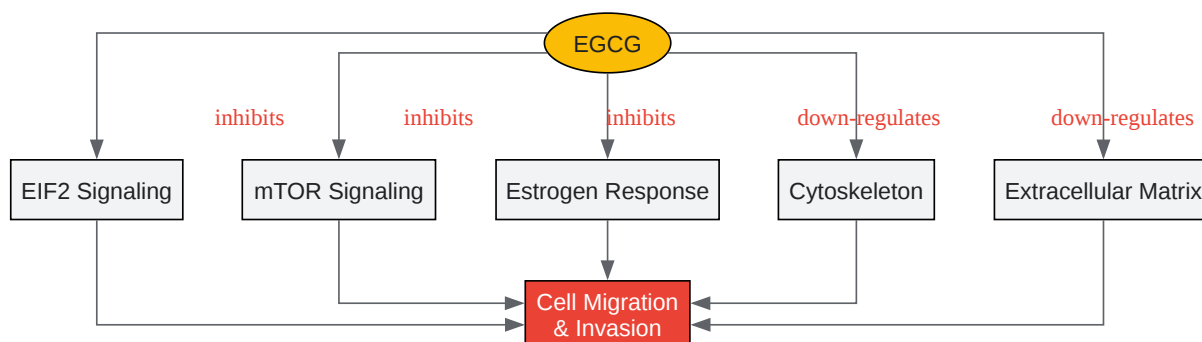 EGCG
inhibits
inhibits
inhibits
down-regulates
down-regulates
EIF2 Signaling
mTOR Signaling
Estrogen Response
Cytoskeleton
Extracellular Matrix
Cell Migration
& Invasion